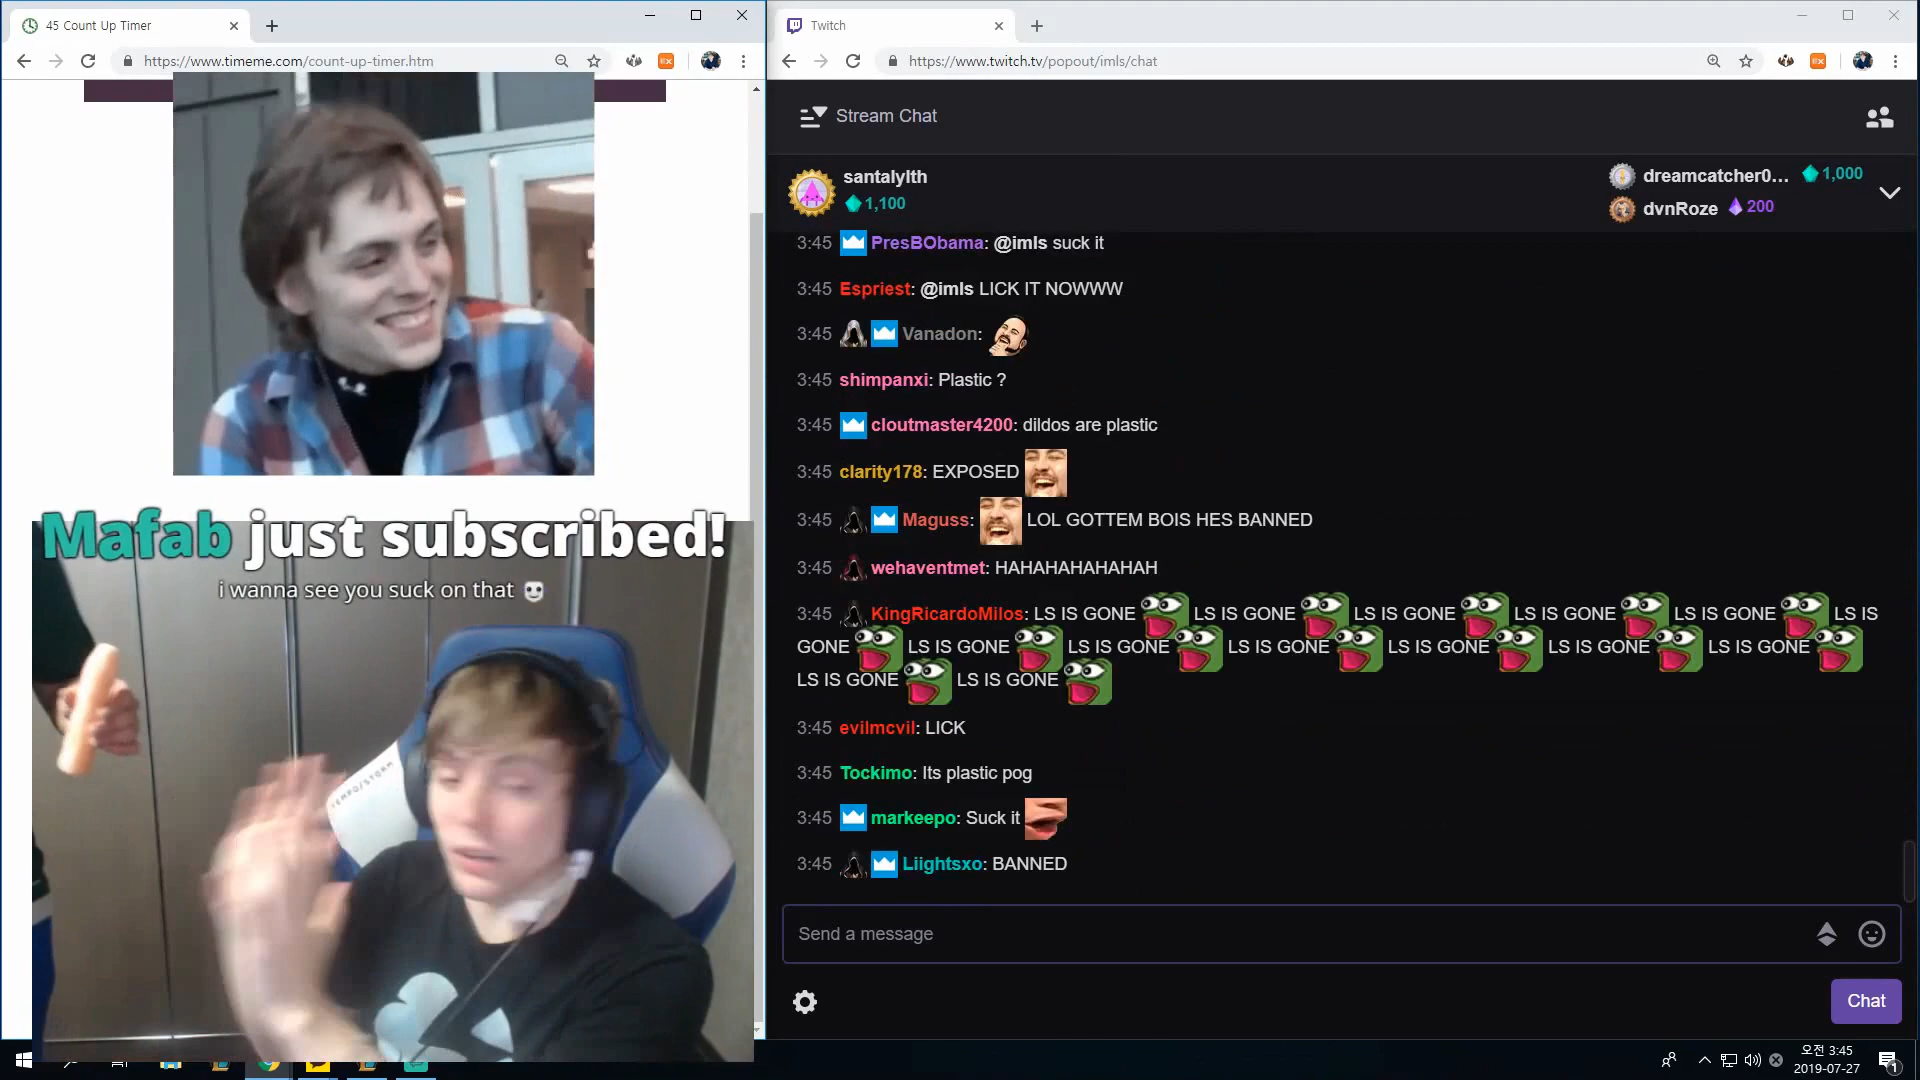 45 Count Up Timer
https://www.timeme.com/count-up-timer.htm
Mafab just subscribed!
i wanna see you suck on that
TEMPO/STORM
Twitch
https://www.twitch.tv/popout/imls/chat
Stream Chat
santalylth
1,100
dreamcatcher0... 1,000
dvnRoze 200
3:45 PresBObama: @imls suck it
3:45 Espriest: @imls LICK IT NOWWW
3:45 Vanadon:
3:45 shimpanxi: Plastic ?
3:45 cloutmaster4200: dildos are plastic
3:45 clarity178: EXPOSED
3:45 Maguss: LOL GOTTEM BOIS HES BANNED
3:45 wehaventmet: HAHAHAHAHAHAH
3:45 KingRicardoMilos: LS IS GONE LS IS GONE LS IS GONE LS IS GONE LS IS GONE LS IS
GONE LS IS GONE LS IS GONE LS IS GONE LS IS GONE LS IS GONE LS IS GONE
LS IS GONE LS IS GONE
3:45 evilmcvil: LICK
3:45 Tockimo: Its plastic pog
3:45 markeepo: Suck it
3:45 Liightsxo: BANNED
Send a message
Chat
오전 3:45
2019-07-27
1